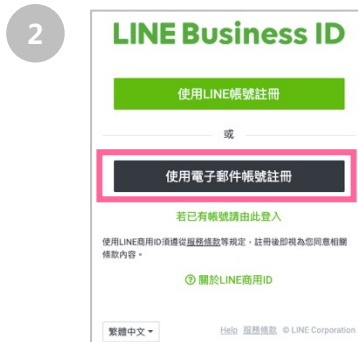 2
LINE Business ID
使用LINE帳號註冊
或
使用電子郵件帳號註冊
若已有帳號請由此登入
使用LINE商用ID須遵從服務條款等規定，註冊後即視為您同意相關
條款內容。
? 關於LINE商用ID
繁體中文
Help 服務條款 © LINE Corporation